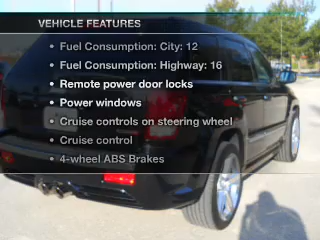 VEHICLE FEATURES
• Fuel Consumption: City: 12
• Fuel Consumption: Highway: 16
• Remote power door locks
• Power windows
• Cruise controls on steering wheel
• Cruise control
• 4-wheel ABS Brakes